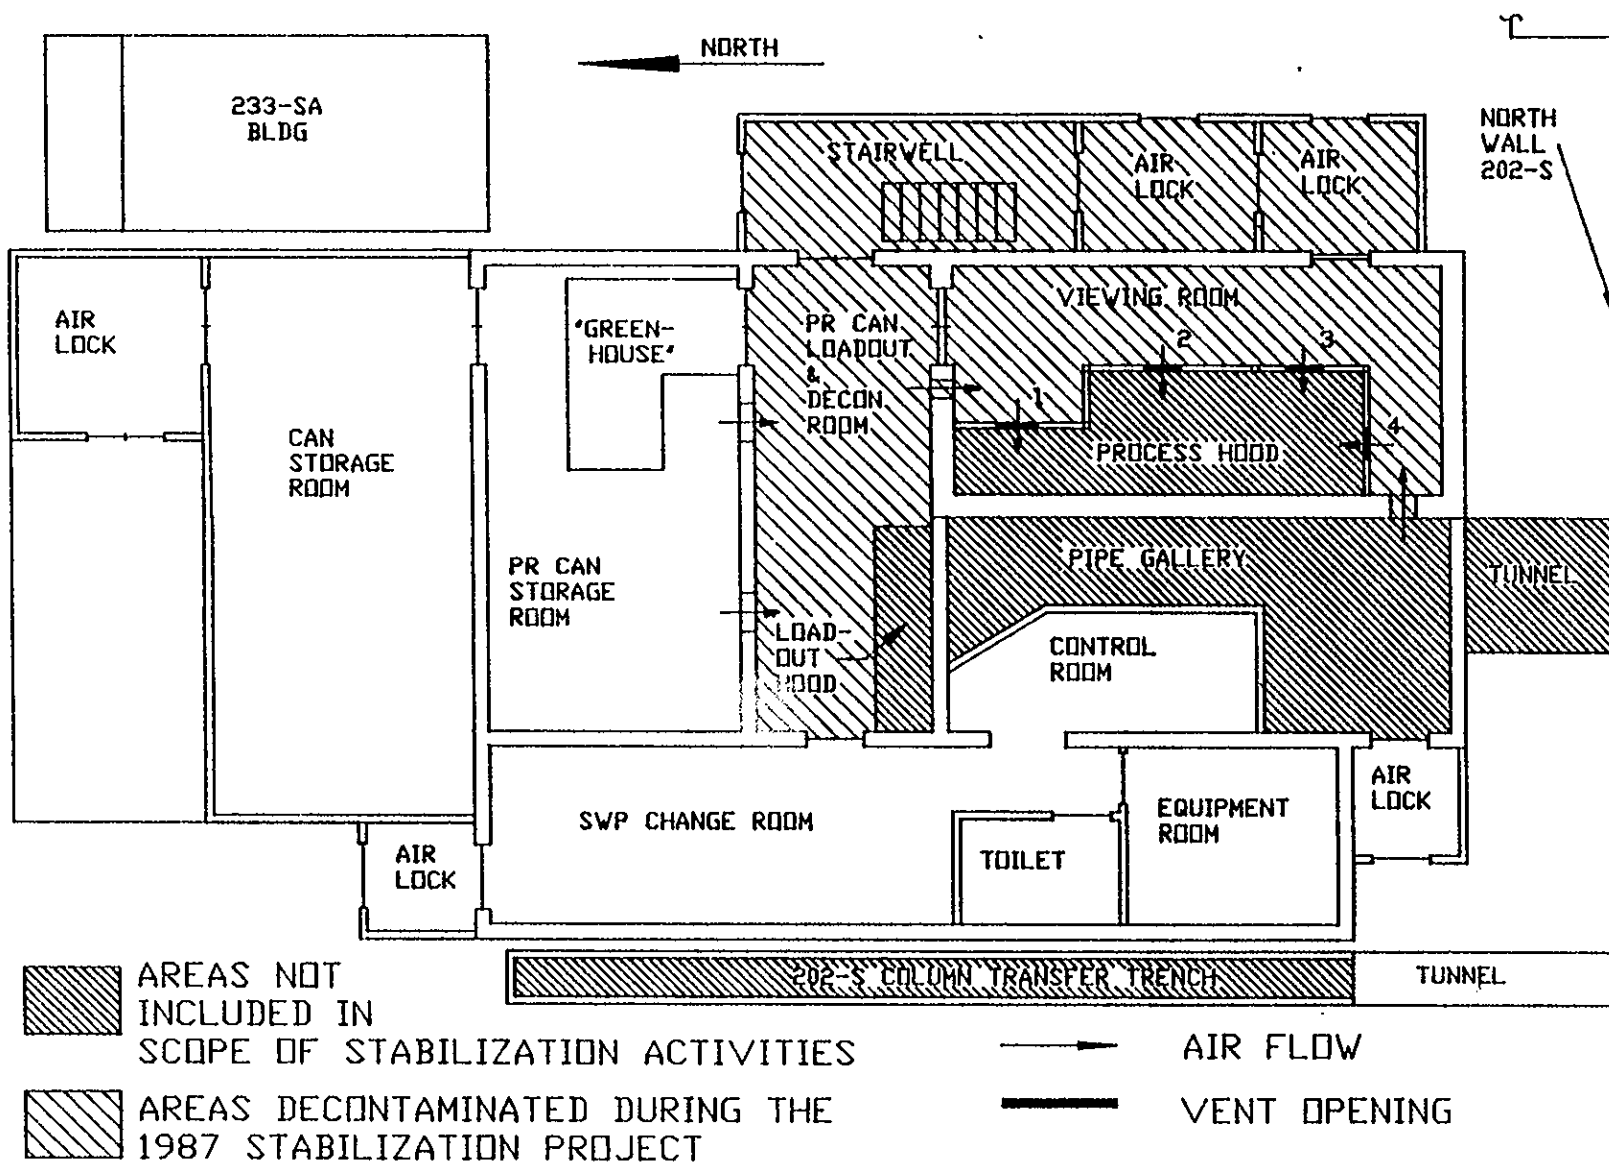 NORTH
233-SA
BLDG
NORTH
WALL
202-S
STAIRWELL
AIR
LOCK
AIR
LOCK
AIR
LOCK
"GREEN-
HOUSE"
PR CAN
LOADOUT
&
DECON
ROOM
VIEWING ROOM
1
2
3
4
PROCESS HOOD
CAN
STORAGE
ROOM
PR CAN
STORAGE
ROOM
LOAD-
OUT
HOOD
PIPE GALLERY
TUNNEL
CONTROL
ROOM
AIR
LOCK
SWP CHANGE ROOM
TOILET
EQUIPMENT
ROOM
AIR
LOCK
202-S COLUMN TRANSFER TRENCH
TUNNEL
AREAS NOT
INCLUDED IN
SCOPE OF STABILIZATION ACTIVITIES
AREAS DECONTAMINATED DURING THE
1987 STABILIZATION PROJECT
AIR FLOW
VENT OPENING